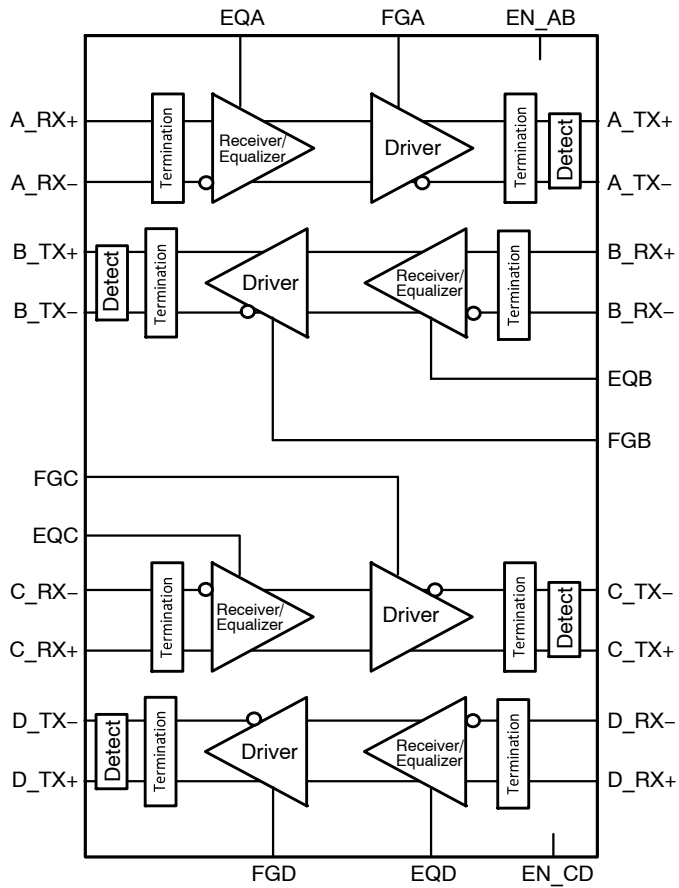 EQA FGA EN_AB
A_RX+ A_TX+
Termination Receiver/ Driver Termination Detect
Equalizer
A_RX− A_TX−
B_TX+ B_RX+
Detect Termination Driver Receiver/ Termination
Equalizer
B_TX− B_RX−
EQB
FGB
FGC
EQC
C_RX− C_TX−
Termination Receiver/ Driver Termination Detect
Equalizer
C_RX+ C_TX+
D_TX− D_RX−
Detect Termination Driver Receiver/ Termination
Equalizer
D_TX+ D_RX+
FGD EQD EN_CD